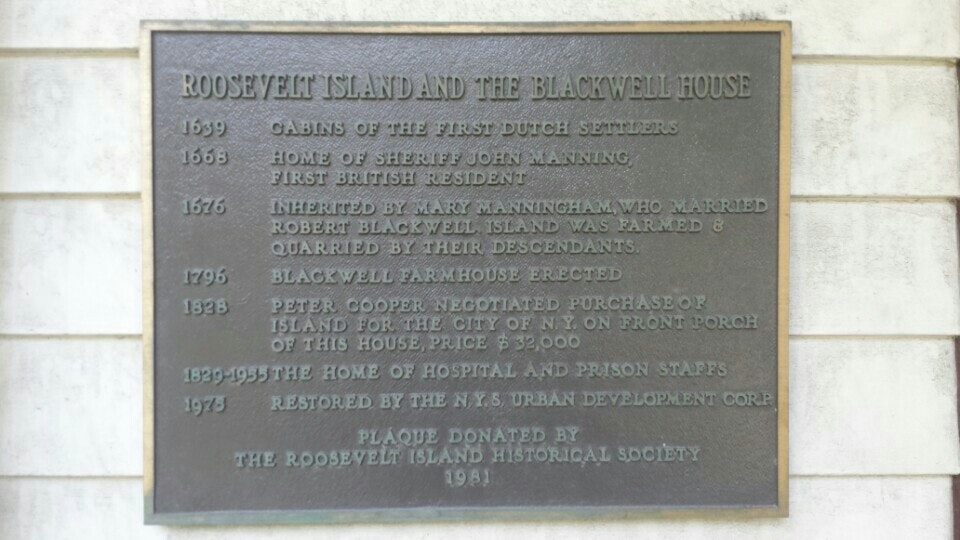 ROOSEVELT ISLAND AND THE BLACKWELL HOUSE
1639 CABINS OF THE FIRST DUTCH SETTLERS
1668 HOME OF SHERIFF JOHN MANNING,
FIRST BRITISH RESIDENT
1676 INHERITED BY MARY MANNINGHAM, WHO MARRIED
ROBERT BLACKWELL. ISLAND WAS FARMED &
QUARRIED BY THEIR DESCENDANTS.
1796 BLACKWELL FARMHOUSE ERECTED
1828 PETER COOPER NEGOTIATED PURCHASE OF
ISLAND FOR THE CITY OF N.Y. ON FRONT PORCH
OF THIS HOUSE, PRICE $32,000
1829-1955 THE HOME OF HOSPITAL AND PRISON STAFFS
1975 RESTORED BY THE N.Y.S. URBAN DEVELOPMENT CORP.
PLAQUE DONATED BY
THE ROOSEVELT ISLAND HISTORICAL SOCIETY
1981